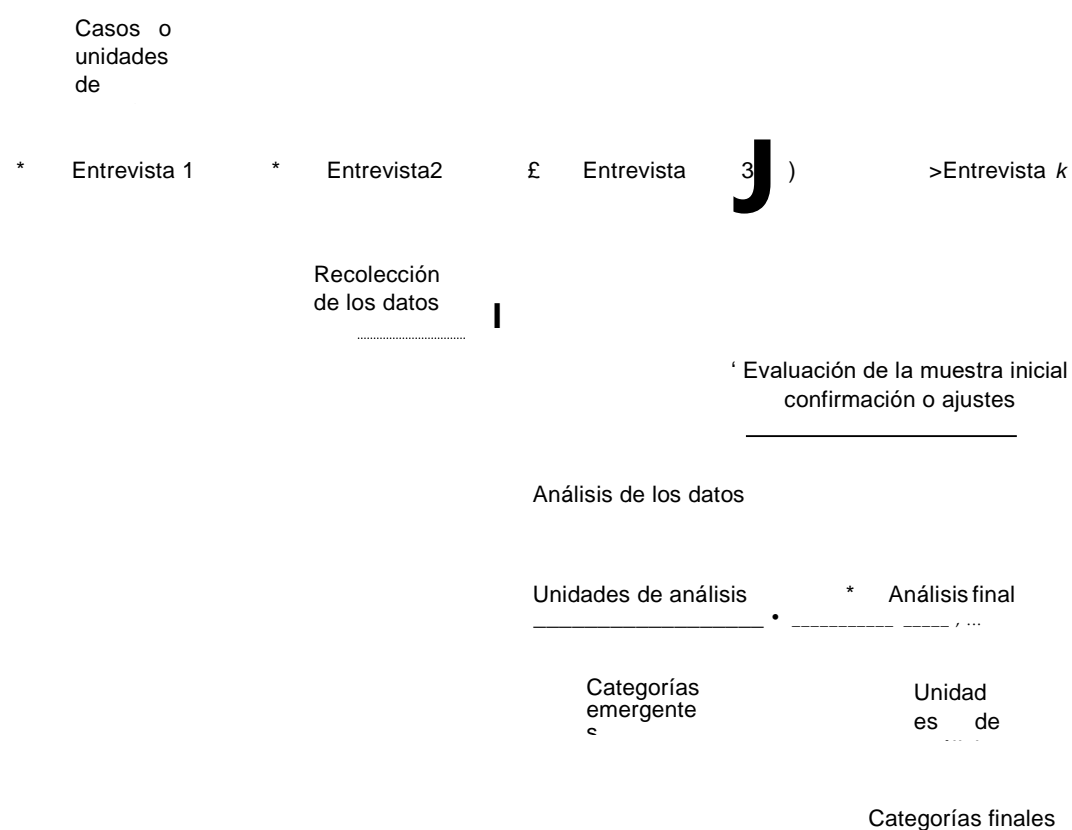 Casos o
unidades
de
* Entrevista 1 * Entrevista2 £ Entrevista 3 J ) >Entrevista k
Recolección
de los datos I
‘ Evaluación de la muestra inicial
confirmación o ajustes
Análisis de los datos
Unidades de análisis * Análisis final
Categorías
emergente
s
Unidad
es de
Categorías finales